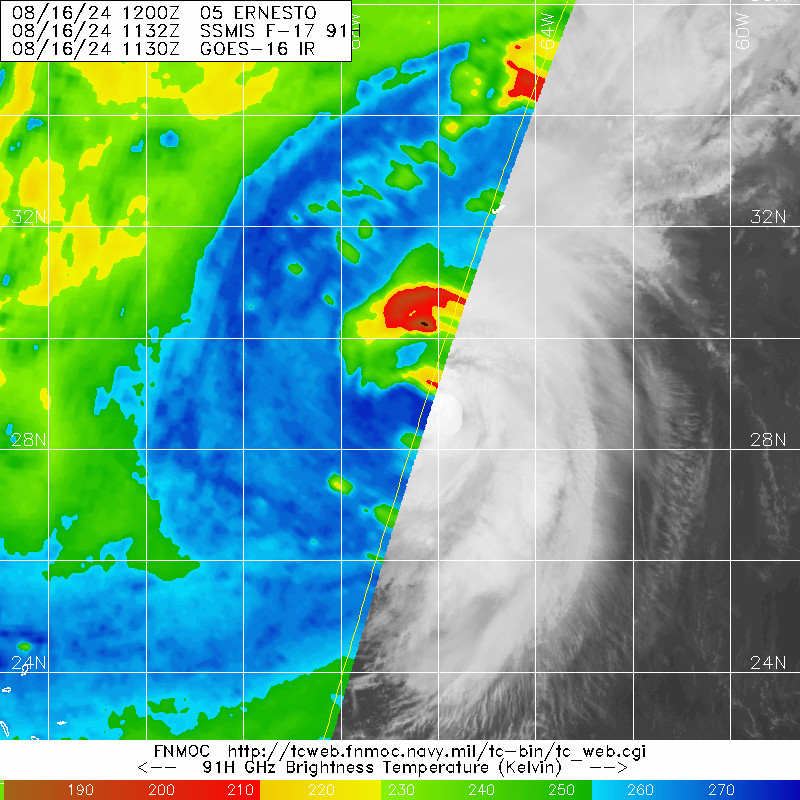 08/16/24 1200Z 05 ERNESTO
08/16/24 1132Z SSMIS F-17 91H
08/16/24 1130Z GOES-16 IR
64W
60W
32N
32N
28N
28N
24N
24N
FNMOC http://tcweb.fnmoc.navy.mil/tc-bin/tc_web.cgi
<-- 91H GHz Brightness Temperature (Kelvin) -->
190 200 210 220 230 240 250 260 270